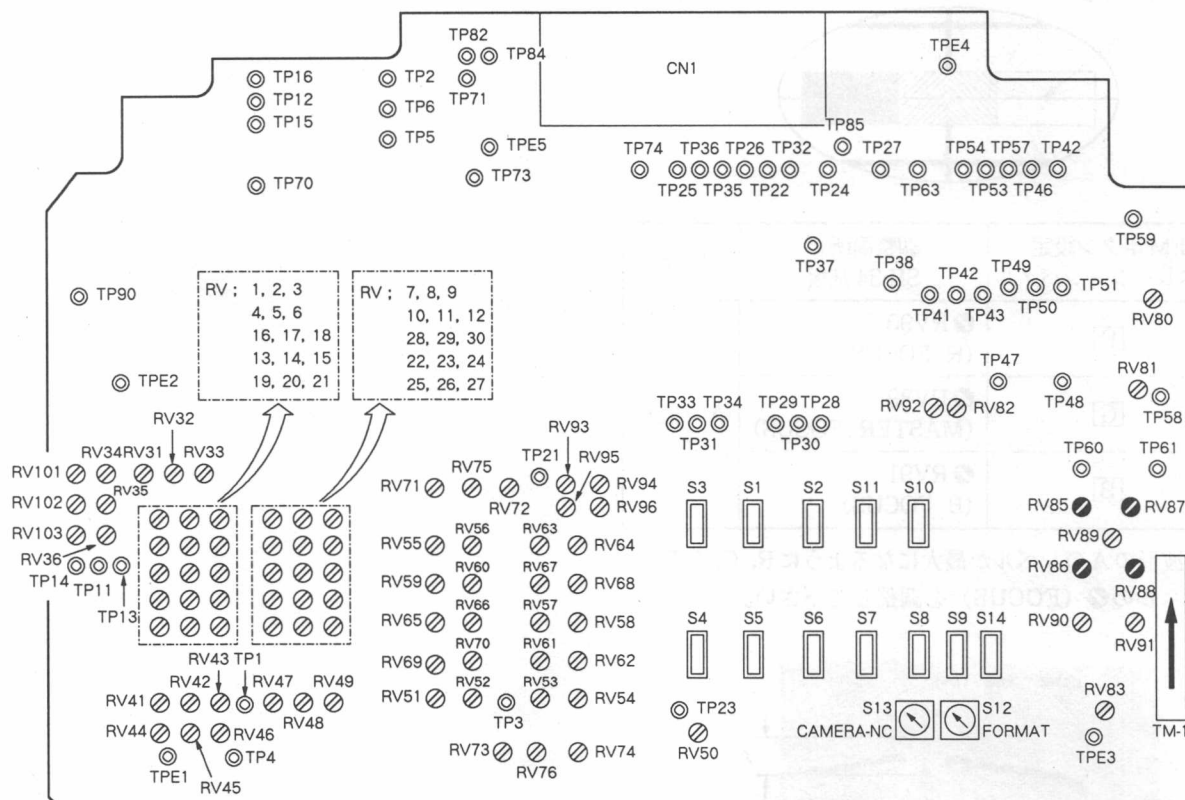 TP82
TP84
TPE4
CN1
TP16
TP2
TP12
TP71
TP6
TP15
TP5
TP85
TPE5
TP74 TP36 TP26 TP32 TP27 TP54 TP57 TP42
TP70
TP73
TP25 TP35 TP22 TP24 TP63 TP53 TP46
TP59
TP37
TP38 TP42 TP49
TP51
TP90
TP41 TP43 TP50
RV80
RV ; 1, 2, 3
4, 5, 6
16, 17, 18
13, 14, 15
19, 20, 21
RV ; 7, 8, 9
10, 11, 12
28, 29, 30
22, 23, 24
25, 26, 27
TPE2
TP47
RV81
TP48
TP58
RV92 RV82
TP33 TP34 TP29 TP28
TP31 TP30
RV32
RV34 RV31 RV33
RV101
RV93
TP21 RV95
RV75
RV71 RV72 RV94
TP60 TP61
RV102 RV35
RV96
S3 S1 S2 S11 S10
RV85 RV87
RV103
RV56 RV63
RV89
RV55 RV64
RV36
TP14 TP11
TP13
RV60 RV67
RV59 RV68
RV86 RV88
RV66 RV57
RV65 RV58
S4 S5 S6 S7 S8 S9 S14
RV90 RV91
RV70 RV61
RV69 RV62
RV43 TP1
RV42 RV47 RV49
RV41 RV48
RV52 RV53
RV51 RV54
TP3
TP23
S13 S12
CAMERA-NC FORMAT
RV83
RV44 RV46
RV50
TM-1
TPE1 TP4
RV45
RV73 RV76 RV74
TPE3